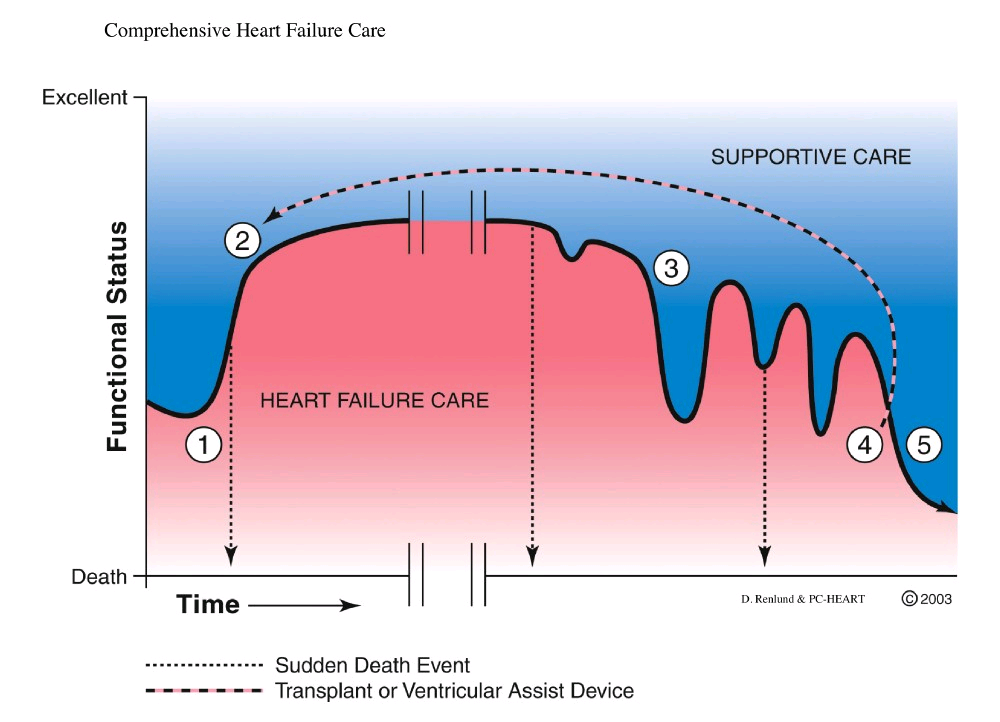 Comprehensive Heart Failure Care
Excellent
SUPPORTIVE CARE
Functional Status
2
3
HEART FAILURE CARE
1
4
5
Death
Time
D. Renlund & PC-HEART
© 2003
Sudden Death Event
Transplant or Ventricular Assist Device